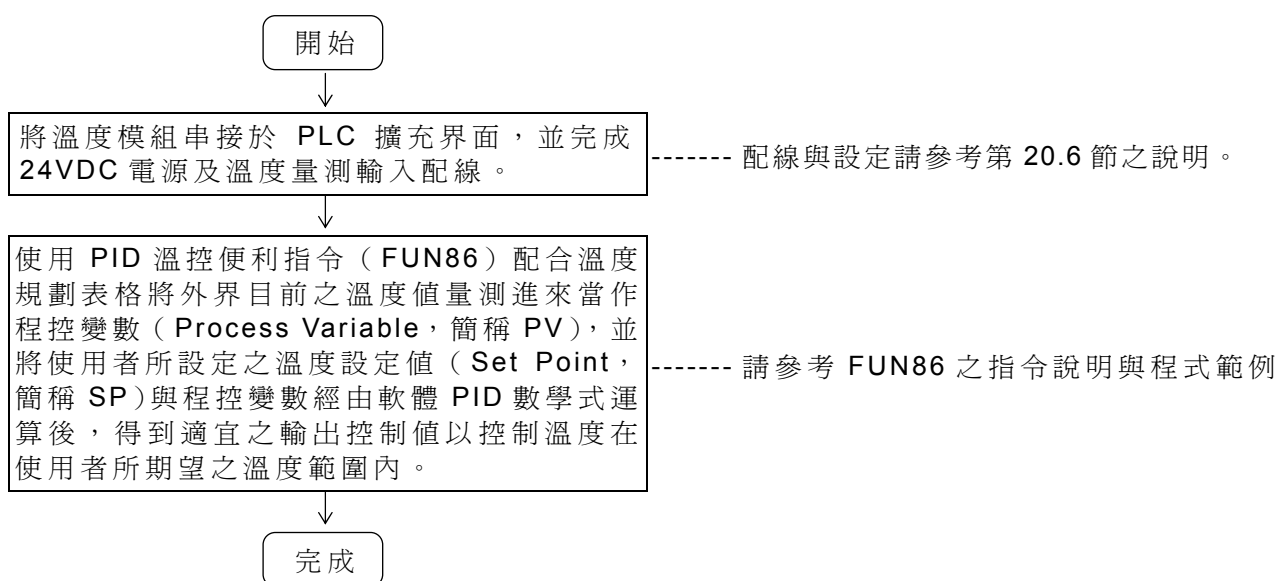 開始
將溫度模組串接於 PLC 擴充界面，並完成
24VDC 電源及溫度量測輸入配線。
------- 配線與設定請參考第 20.6 節之說明。
使用 PID 溫控便利指令（FUN86）配合溫度
規劃表格將外界目前之溫度值量測進來當作
程控變數（Process Variable，簡稱 PV），並
將使用者所設定之溫度設定值（Set Point，
簡稱 SP）與程控變數經由軟體 PID 數學式運
算後，得到適宜之輸出控制值以控制溫度在
使用者所期望之溫度範圍內。
------- 請參考 FUN86 之指令說明與程式範例
完成